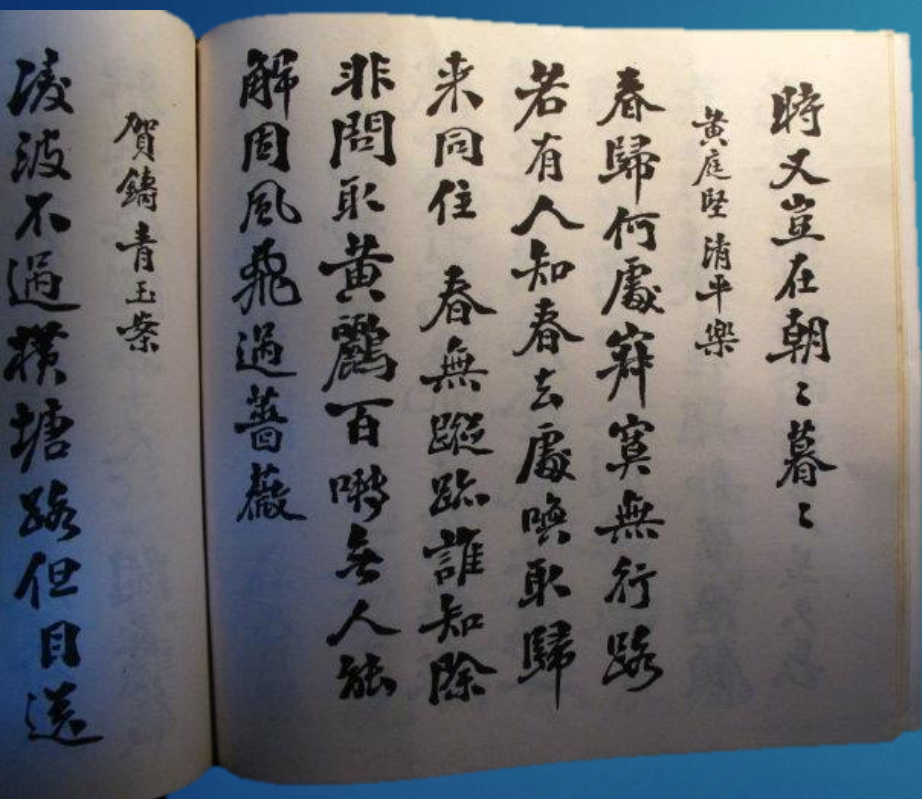 時又豈在朝〻暮〻
黄庭堅 清平樂
春歸何處寂寞無行路
若有人知春去處喚取歸
来同住 春無蹤跡誰知除
非問取黄鸝百囀無人能
解因風飛過薔薇
賀鑄青玉案
淩波不過横塘路但目送